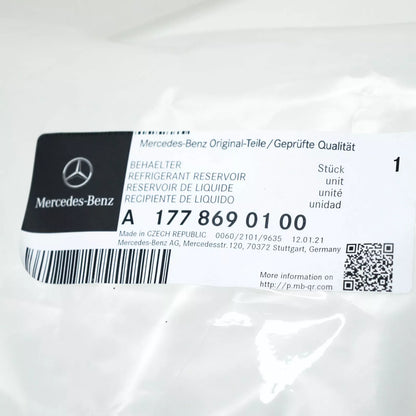 Mercedes-Benz Original-Teile/Geprüfte Qualität
Mercedes-Benz
BEHAELTER Stück 1
REFRIGERANT RESERVOIR unit
RESERVOIR DE LIQUIDE unité
RECIPIENTE DE LIQUIDO unidad
A 177 869 01 00
Made in CZECH REPUBLIC 0060/2101/9635 12.01.21
Mercedes-Benz AG, Mercedesstr.120, 70372 Stuttgart, Germany
More information on
http://p.mb-qr.com